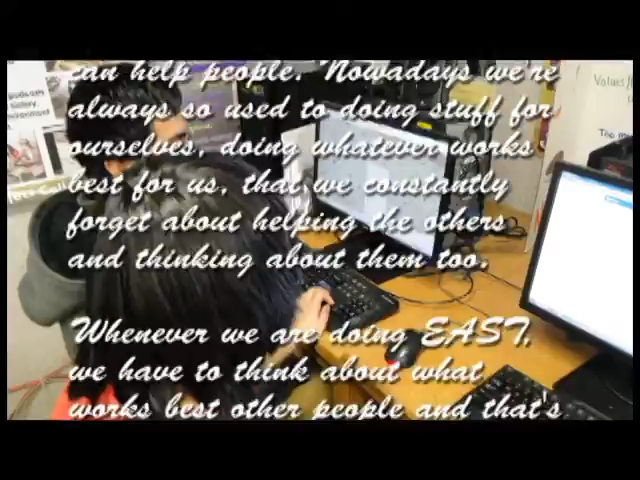 can help people. Nowadays we're
always so used to doing stuff for
ourselves, doing whatever works
best for us, that we constantly
forget about helping the others
and thinking about them too.
Whenever we are doing EAST,
we have to think about what
works best other people and that's
Values/
Too m